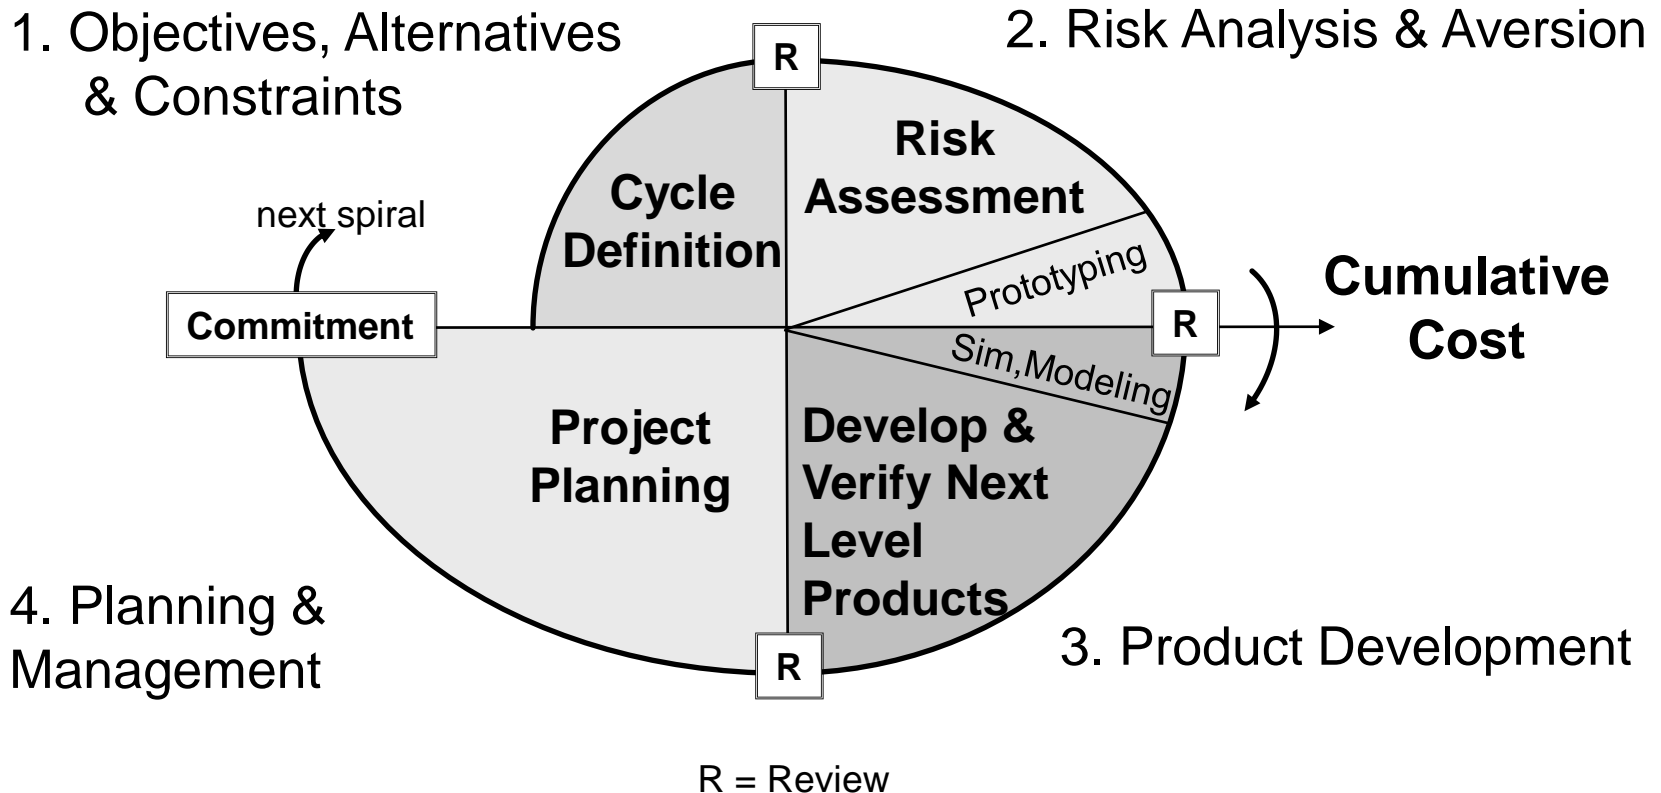 1. Objectives, Alternatives
& Constraints
R
2. Risk Analysis & Aversion
Risk
Assessment
Cycle
Definition
next spiral
Prototyping
Commitment
R
Cumulative
Cost
Sim,Modeling
Project
Planning
Develop &
Verify Next
Level
Products
4. Planning &
Management
R
3. Product Development
R = Review